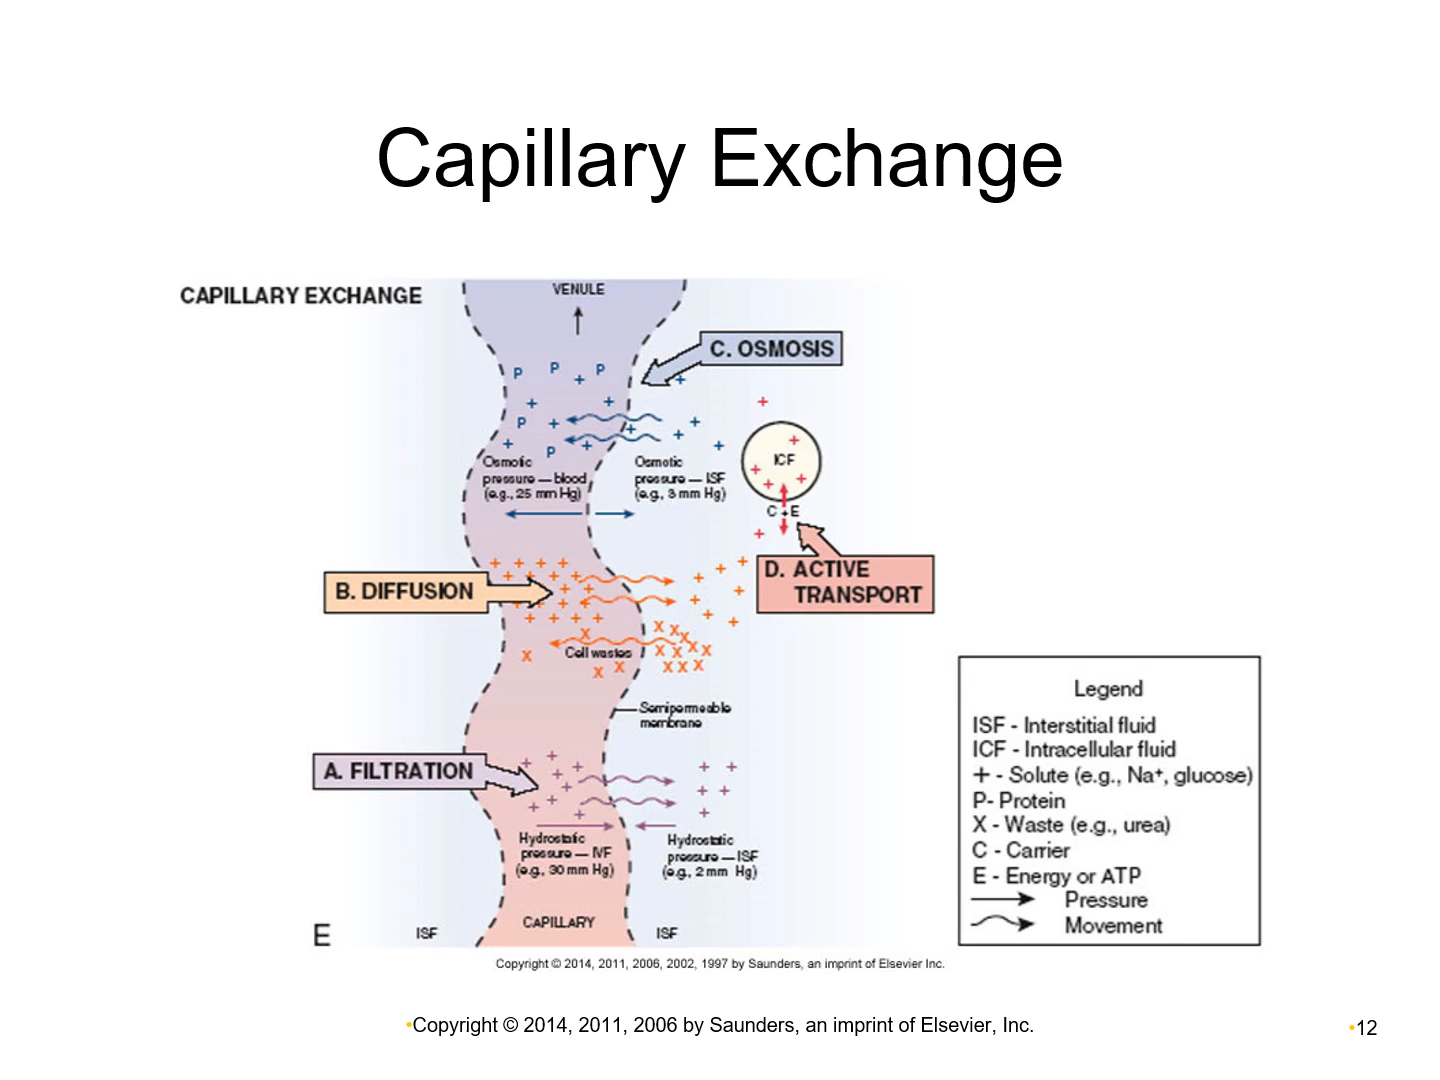 Capillary Exchange
CAPILLARY EXCHANGE
VENULE
C. OSMOSIS
P P P
P
P
Osmotic
pressure — blood
(e.g., 25 mm Hg)
Osmotic
pressure — ISF
(e.g., 3 mm Hg)
ICF
C + E
B. DIFFUSION
D. ACTIVE
TRANSPORT
Cell wastes
Semipermeable
membrane
A. FILTRATION
Hydrostatic
pressure — IVF
(e.g., 30 mm Hg)
Hydrostatic
pressure — ISF
(e.g., 2 mm Hg)
CAPILLARY
E
ISF
ISF
Legend
ISF - Interstitial fluid
ICF - Intracellular fluid
+ - Solute (e.g., Na⁺, glucose)
P- Protein
X - Waste (e.g., urea)
C - Carrier
E - Energy or ATP
Pressure
Movement
Copyright © 2014, 2011, 2006, 2002, 1997 by Saunders, an imprint of Elsevier Inc.
•Copyright © 2014, 2011, 2006 by Saunders, an imprint of Elsevier, Inc.
•12